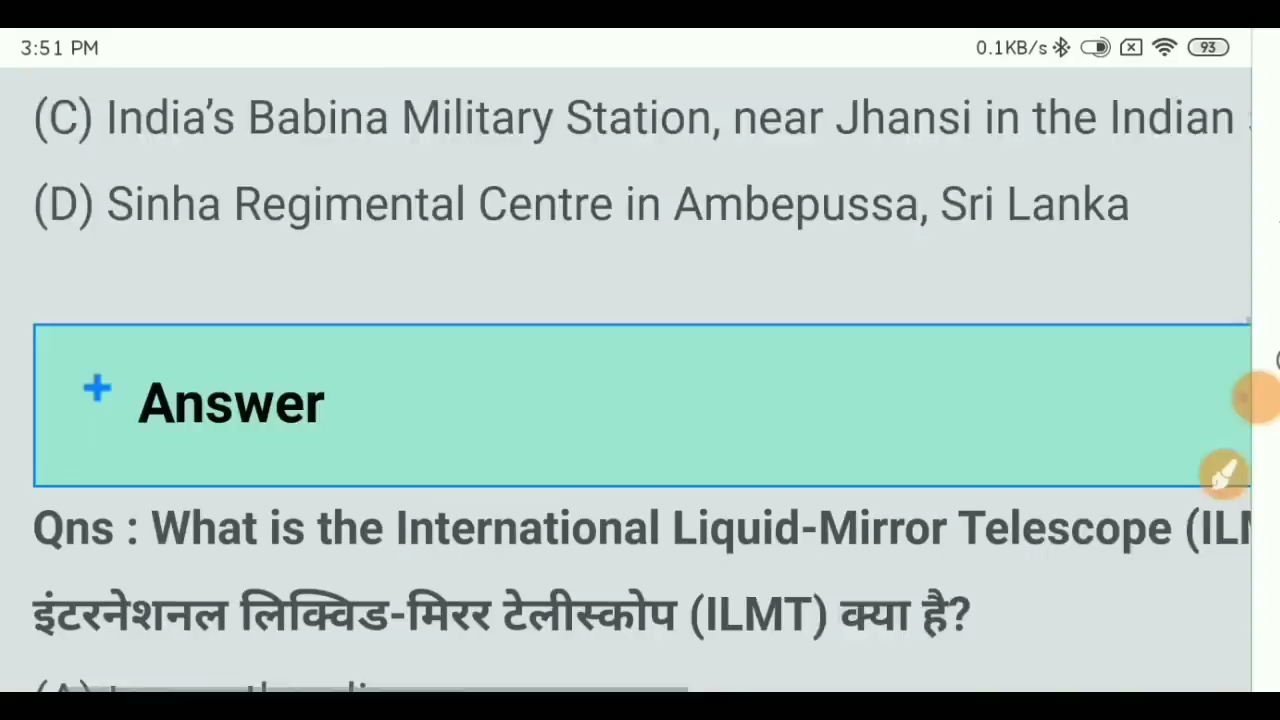 3:51 PM 0.1KB/s 93
(C) India’s Babina Military Station, near Jhansi in the Indian
(D) Sinha Regimental Centre in Ambepussa, Sri Lanka
+ Answer
Qns : What is the International Liquid-Mirror Telescope
इंटरनेशनल लिक्विड-मिरर टेलीस्कोप (ILMT) क्या है?